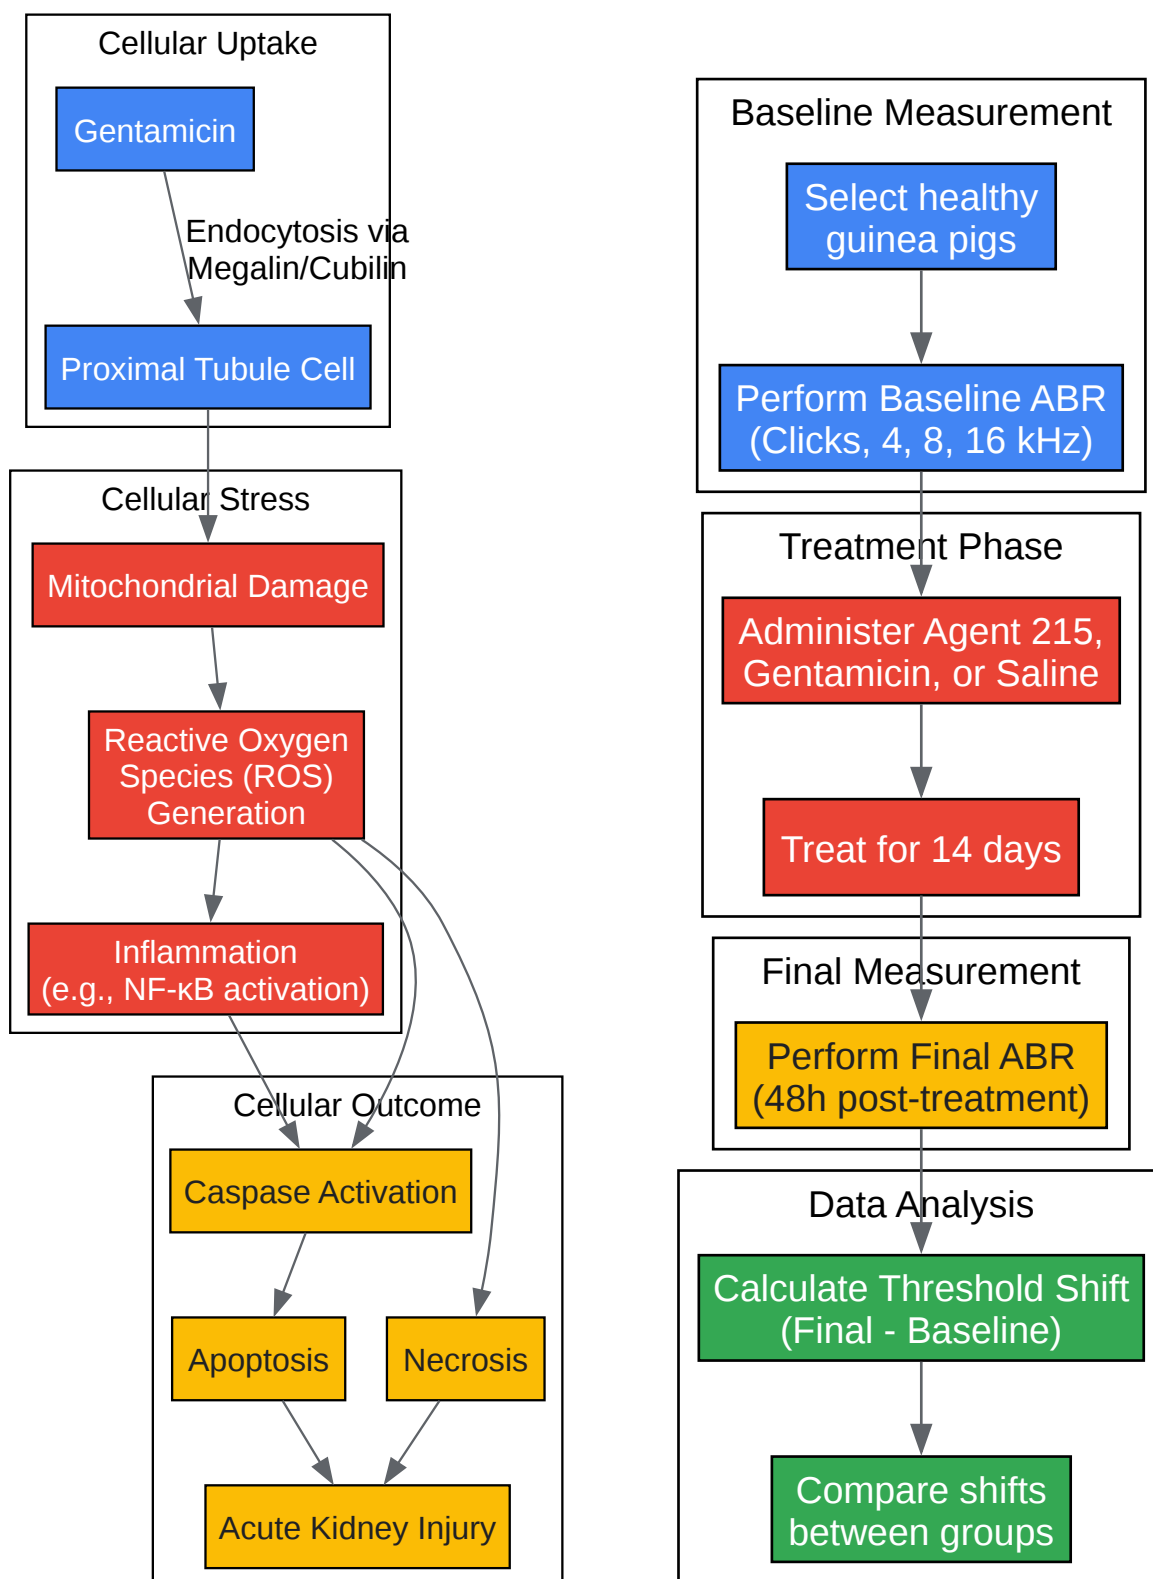 Cellular Uptake
Gentamicin
Endocytosis via
Megalin/Cubilin
Proximal Tubule Cell
Cellular Stress
Mitochondrial Damage
Reactive Oxygen
Species (ROS)
Generation
Inflammation
(e.g., NF-κB activation)
Cellular Outcome
Caspase Activation
Apoptosis
Necrosis
Acute Kidney Injury
Baseline Measurement
Select healthy
guinea pigs
Perform Baseline ABR
(Clicks, 4, 8, 16 kHz)
Treatment Phase
Administer Agent 215,
Gentamicin, or Saline
Treat for 14 days
Final Measurement
Perform Final ABR
(48h post-treatment)
Data Analysis
Calculate Threshold Shift
(Final - Baseline)
Compare shifts
between groups